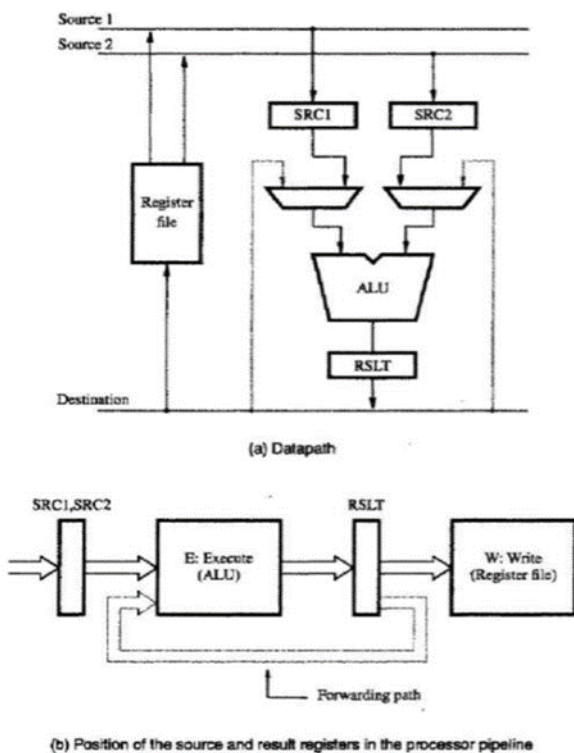 Source 1
Source 2
SRC1
SRC2
Register
file
ALU
RSLT
Destination
(a) Datapath
SRC1,SRC2
RSLT
E: Execute
(ALU)
W: Write
(Register file)
Forwarding path
(b) Position of the source and result registers in the processor pipeline